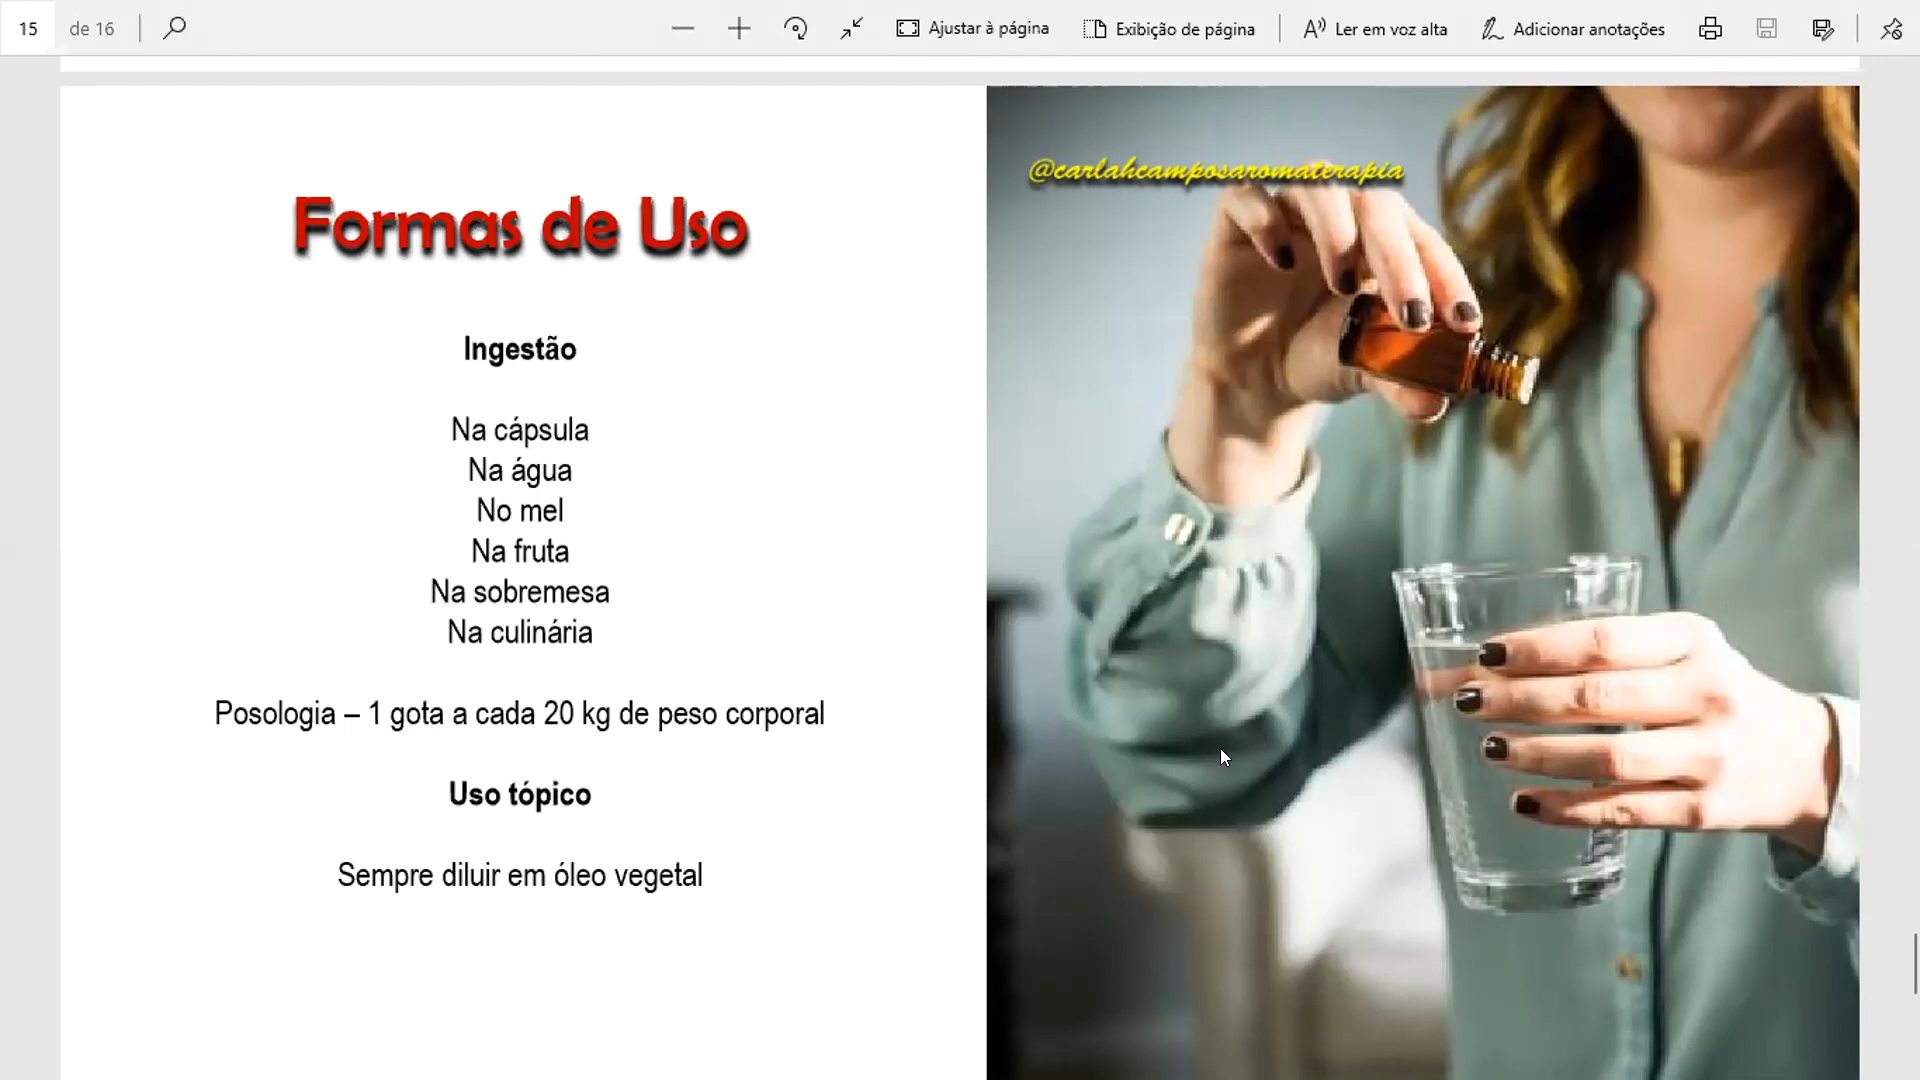 15 de 16 Ajustar à página Exibição de página Ler em voz alta Adicionar anotações
@carlahcamposaromaterapia
Formas de Uso
Ingestão
Na cápsula
Na água
No mel
Na fruta
Na sobremesa
Na culinária
Posologia – 1 gota a cada 20 kg de peso corporal
Uso tópico
Sempre diluir em óleo vegetal